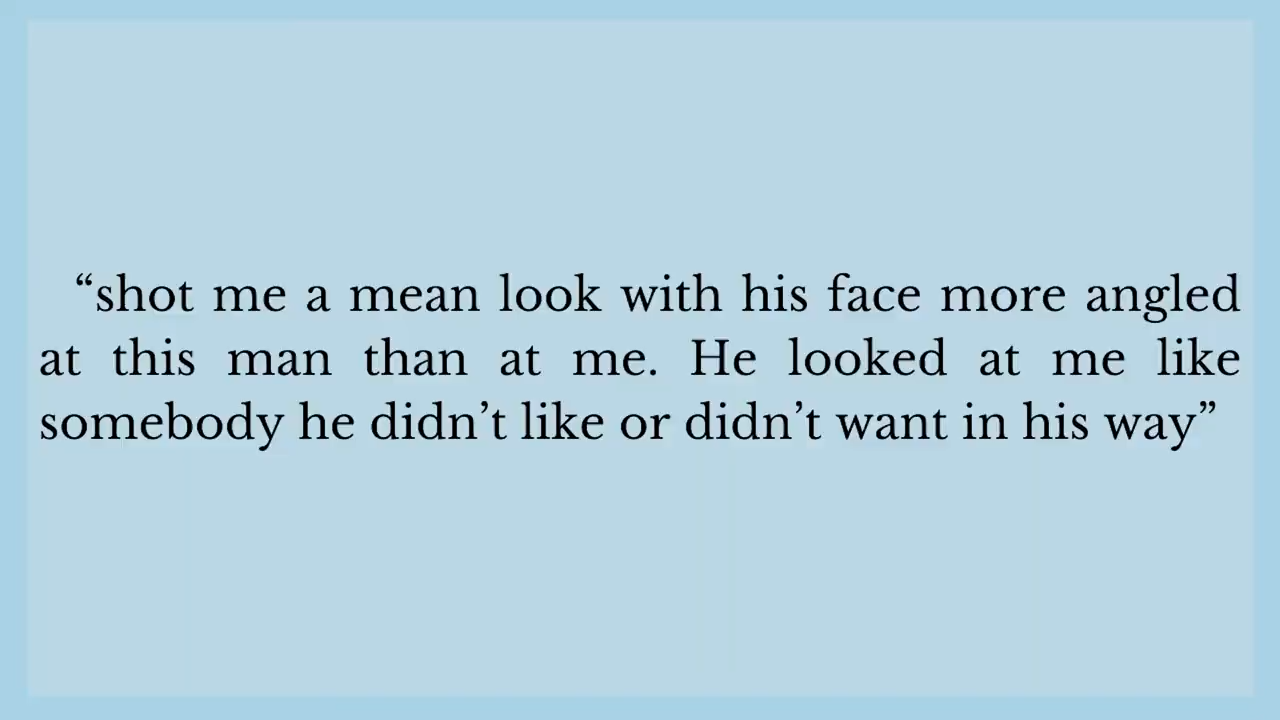 “shot me a mean look with his face more angled
at this man than at me. He looked at me like
somebody he didn’t like or didn’t want in his way”